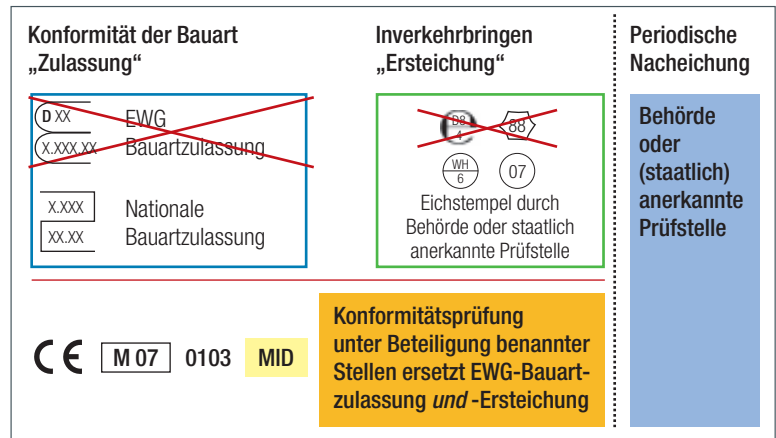 Konformität der Bauart
„Zulassung“
Inverkehrbringen
„Ersteichung“
Periodische
Nacheichung
D XX
X.XXX.XX
EWG
Bauartzulassung
X.XXX
XX.XX
Nationale
Bauartzulassung
88
WH
6
07
Eichstempel durch
Behörde oder staatlich
anerkannte Prüfstelle
Behörde
oder
(staatlich)
anerkannte
Prüfstelle
CE M 07 0103 MID
Konformitätsprüfung
unter Beteiligung benannter
Stellen ersetzt EWG-Bauart-
zulassung und -Ersteichung